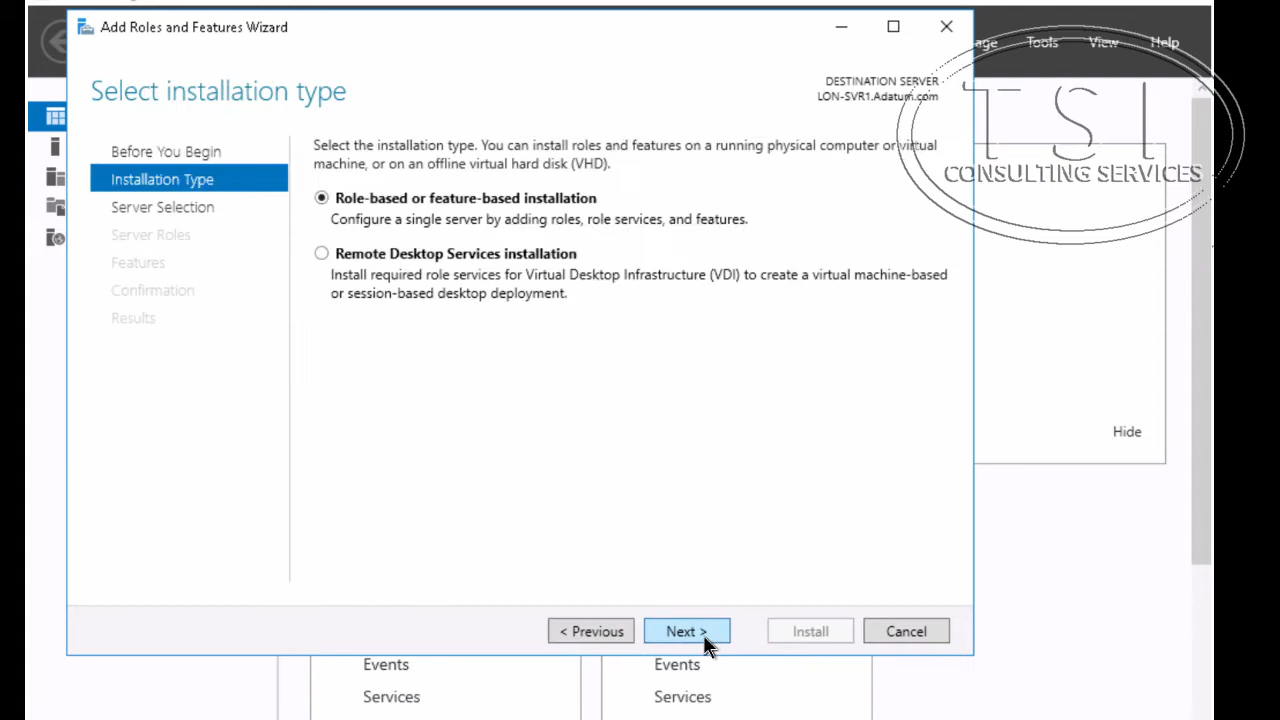 Add Roles and Features Wizard
age Tools View Help
Select installation type
DESTINATION SERVER
LON-SVR1.Adatum.com
TSI
CONSULTING SERVICES
Before You Begin
Installation Type
Server Selection
Server Roles
Features
Confirmation
Results
Select the installation type. You can install roles and features on a running physical computer or virtual
machine, or on an offline virtual hard disk (VHD).
Role-based or feature-based installation
Configure a single server by adding roles, role services, and features.
Remote Desktop Services installation
Install required role services for Virtual Desktop Infrastructure (VDI) to create a virtual machine-based
or session-based desktop deployment.
Hide
< Previous
Next >
Install
Cancel
Events
Services
Events
Services